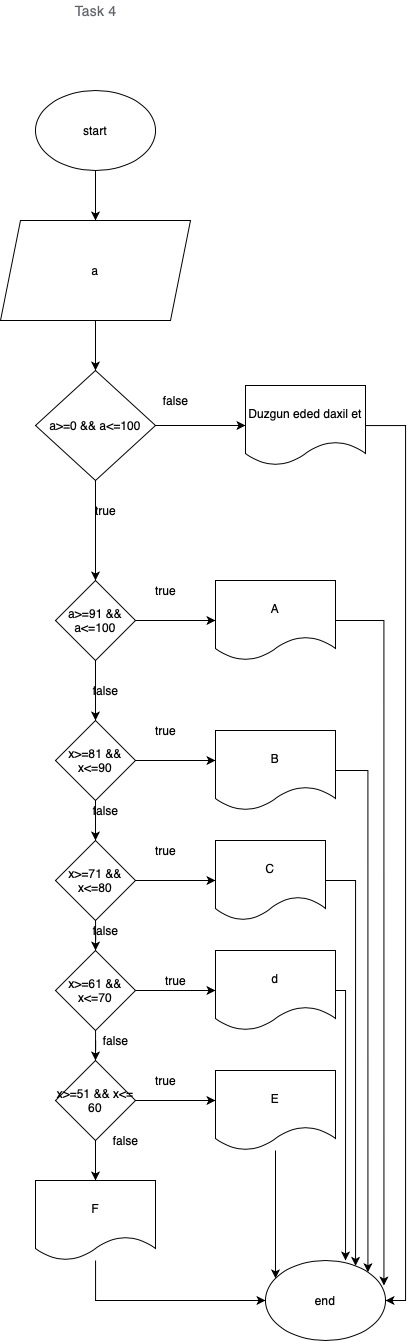 Task 4
start
a
a>=0 && a<=100
false
Duzgun eded daxil et
true
a>=91 &&
a<=100
true
A
false
x>=81 &&
x<=90
true
B
false
x>=71 &&
x<=80
true
C
false
x>=61 &&
x<=70
true
d
false
x>=51 && x<=
60
true
E
false
F
end